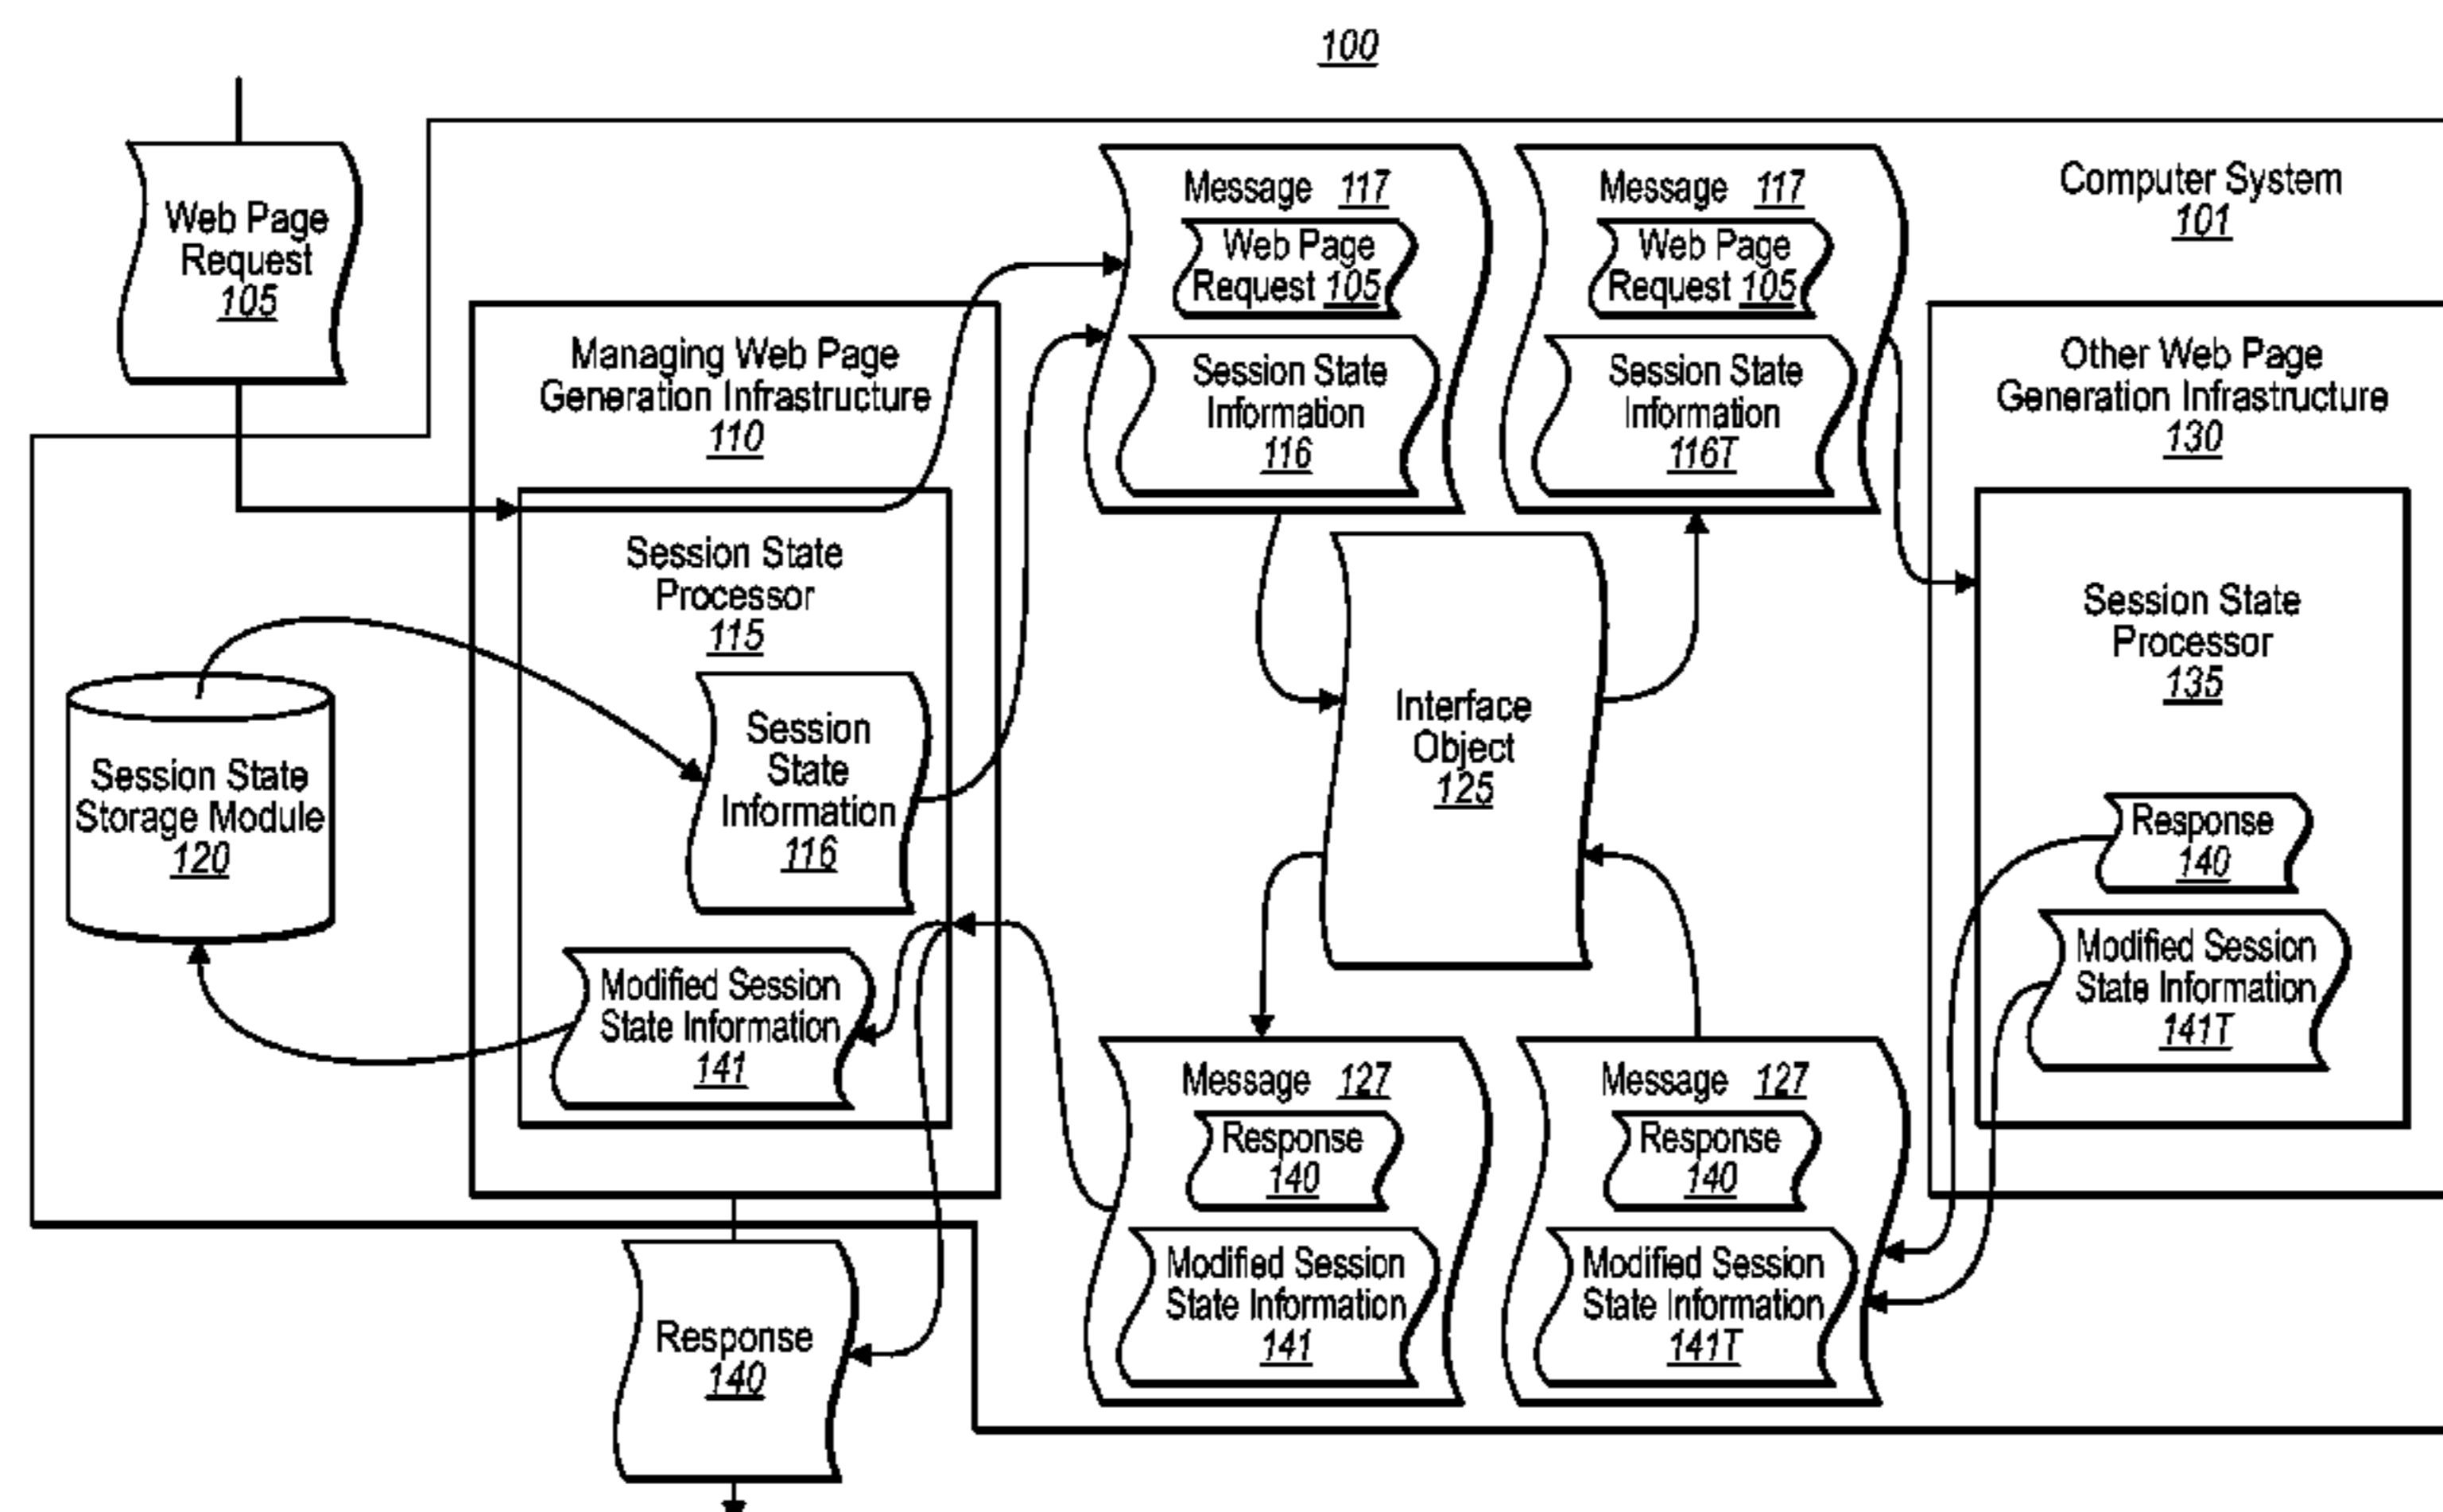 100
Web Page
Request
105
Computer System
101
Managing Web Page
Generation Infrastructure
110
Session State
Processor
115
Session
State
Information
116
Modified Session
State Information
141
Session State
Storage Module
120
Message 117
Web Page
Request 105
Session State
Information
116
Message 117
Web Page
Request 105
Session State
Information
116T
Interface
Object
125
Other Web Page
Generation Infrastructure
130
Session State
Processor
135
Response
140
Modified Session
State Information
141T
Message 127
Response
140
Modified Session
State Information
141
Message 127
Response
140
Modified Session
State Information
141T
Response
140